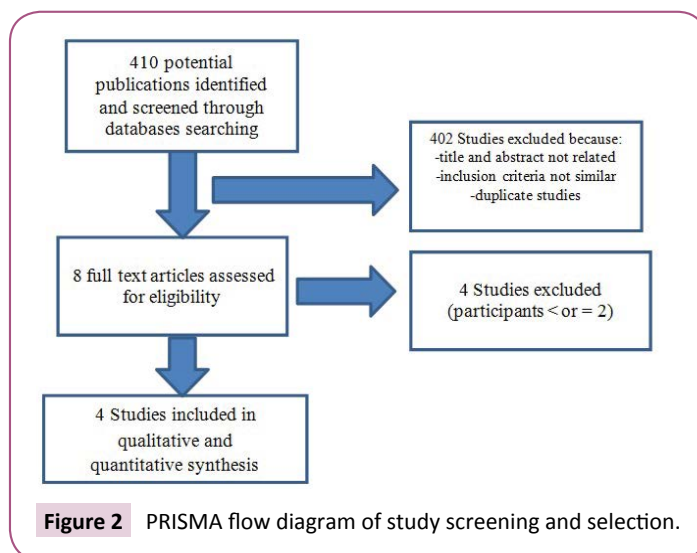 410 potential
publications identified
and screened through
databases searching
402 Studies excluded because:
-title and abstract not related
-inclusion criteria not similar
-duplicate studies
8 full text articles assessed
for eligibility
4 Studies excluded
(participants < or = 2)
4 Studies included in
qualitative and
quantitative synthesis
Figure 2 PRISMA flow diagram of study screening and selection.